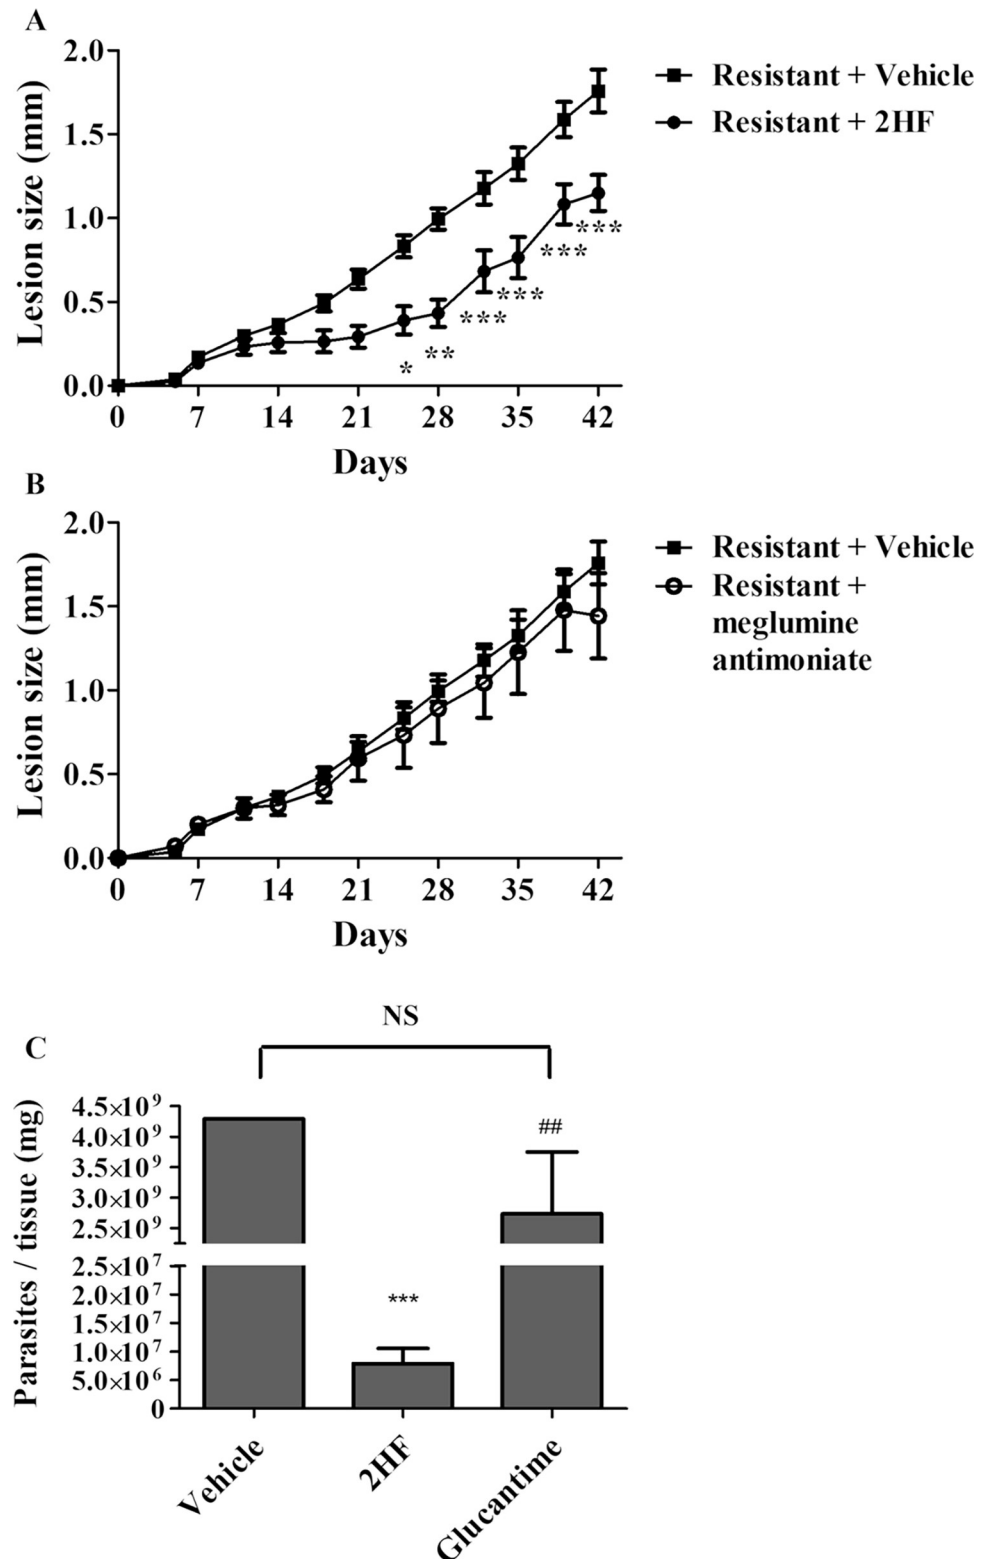 A
2.0
1.5
1.0
0.5
0.0
Lesion size (mm)
Resistant + Vehicle
Resistant + 2HF
***
***
***
***
**
*
0 7 14 21 28 35 42
Days
B
2.0
1.5
1.0
0.5
0.0
Lesion size (mm)
Resistant + Vehicle
Resistant +
meglumine
antimoniate
0 7 14 21 28 35 42
Days
C
NS
Parasites / tissue (mg)
4.5×10⁹
4.0×10⁹
3.5×10⁹
3.0×10⁹
2.5×10⁹
2.5×10⁷
2.0×10⁷
1.5×10⁷
1.0×10⁷
5.0×10⁶
0
##
***
Vehicle
2HF
Glucantime